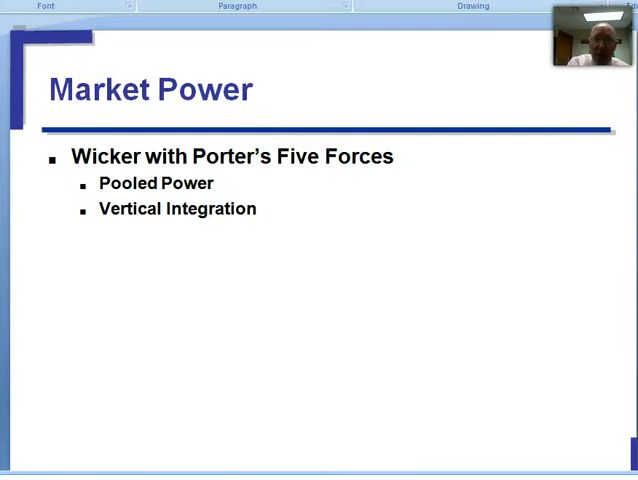 Font Paragraph Drawing
Market Power
Wicker with Porter's Five Forces
Pooled Power
Vertical Integration